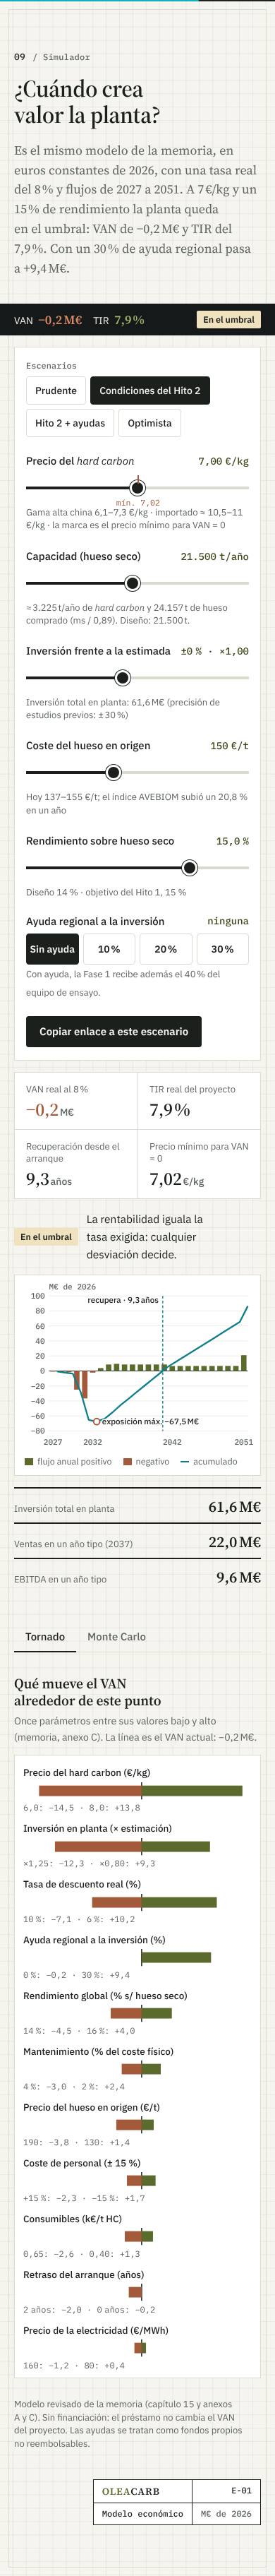 09 / Simulador
¿Cuándo crea
valor la planta?
Es el mismo modelo de la memoria, en
euros constantes de 2026, con una tasa real
del 8 % y flujos de 2027 a 2051. A 7 €/kg y un
15 % de rendimiento la planta queda
en el umbral: VAN de −0,2 M€ y TIR del
7,9 %. Con un 30 % de ayuda regional pasa
a +9,4 M€.
VAN −0,2 M€ TIR 7,9 % En el umbral
Escenarios
Prudente Condiciones del Hito 2
Hito 2 + ayudas Optimista
Precio del hard carbon 7,00 €/kg
mín. 7,02
Gama alta china 6,1–7,3 €/kg · importado ≈ 10,5–11
€/kg · la marca es el precio mínimo para VAN = 0
Capacidad (hueso seco) 21.500 t/año
≈ 3.225 t/año de hard carbon y 24.157 t de hueso
comprado (ms / 0,89). Diseño: 21.500 t.
Inversión frente a la estimada ±0 % · ×1,00
Inversión total en planta: 61,6 M€ (precisión de
estudios previos: ±30 %)
Coste del hueso en origen 150 €/t
Hoy 137–155 €/t; el índice AVEBIOM subió un 20,8 %
en un año
Rendimiento sobre hueso seco 15,0 %
Diseño 14 % · objetivo del Hito 1, 15 %
Ayuda regional a la inversión ninguna
Sin ayuda 10 % 20 % 30 %
Con ayuda, la Fase 1 recibe además el 40 % del
equipo de ensayo.
Copiar enlace a este escenario
VAN real al 8 %
−0,2 M€
TIR real del proyecto
7,9 %
Recuperación desde el
arranque
9,3 años
Precio mínimo para VAN
= 0
7,02 €/kg
En el umbral
La rentabilidad iguala la
tasa exigida: cualquier
desviación decide.
M€ de 2026
100
80
60
40
20
0
−20
−40
−60
−80
recupera · 9,3 años
exposición máx. −67,5 M€
2027 2032 2042 2051
flujo anual positivo negativo acumulado
Inversión total en planta 61,6 M€
Ventas en un año tipo (2037) 22,0 M€
EBITDA en un año tipo 9,6 M€
Tornado Monte Carlo
Qué mueve el VAN
alrededor de este punto
Once parámetros entre sus valores bajo y alto
(memoria, anexo C). La línea es el VAN actual: −0,2 M€.
Precio del hard carbon (€/kg)
6,0: −14,5 · 8,0: +13,8
Inversión en planta (× estimación)
×1,25: −12,3 · ×0,80: +9,3
Tasa de descuento real (%)
10 %: −7,1 · 6 %: +10,2
Ayuda regional a la inversión (%)
0 %: −0,2 · 30 %: +9,4
Rendimiento global (% s/ hueso seco)
14 %: −4,5 · 16 %: +4,0
Mantenimiento (% del coste físico)
4 %: −3,0 · 2 %: +2,4
Precio del hueso en origen (€/t)
190: −3,8 · 130: +1,4
Coste de personal (± 15 %)
+15 %: −2,3 · −15 %: +1,7
Consumibles (k€/t HC)
0,65: −2,6 · 0,40: +1,3
Retraso del arranque (años)
2 años: −2,0 · 0 años: −0,2
Precio de la electricidad (€/MWh)
160: −1,2 · 80: +0,4
Modelo revisado de la memoria (capítulo 15 y anexos
A y C). Sin financiación: el préstamo no cambia el VAN
del proyecto. Las ayudas se tratan como fondos propios
no reembolsables.
OLEACARB E-01
Modelo económico M€ de 2026